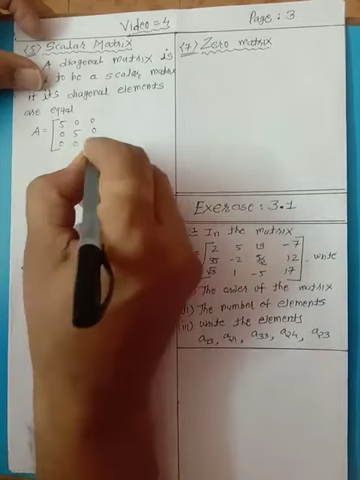 Video = 4
Page : 3
(5) Scalar Matrix
A diagonal matrix is
to be a scalar matrix
if its diagonal elements
are equal
A = [ 5 0 0
0 5 0
0 0
(7) Zero matrix
Exercise : 3.1
In the matrix
2 5 19 -7
35 -2 5/2 12
√3 1 -5 17 , write
The order of the matrix
(ii) The number of elements
(iii) write the elements
a13, a21, a33, a24, a23